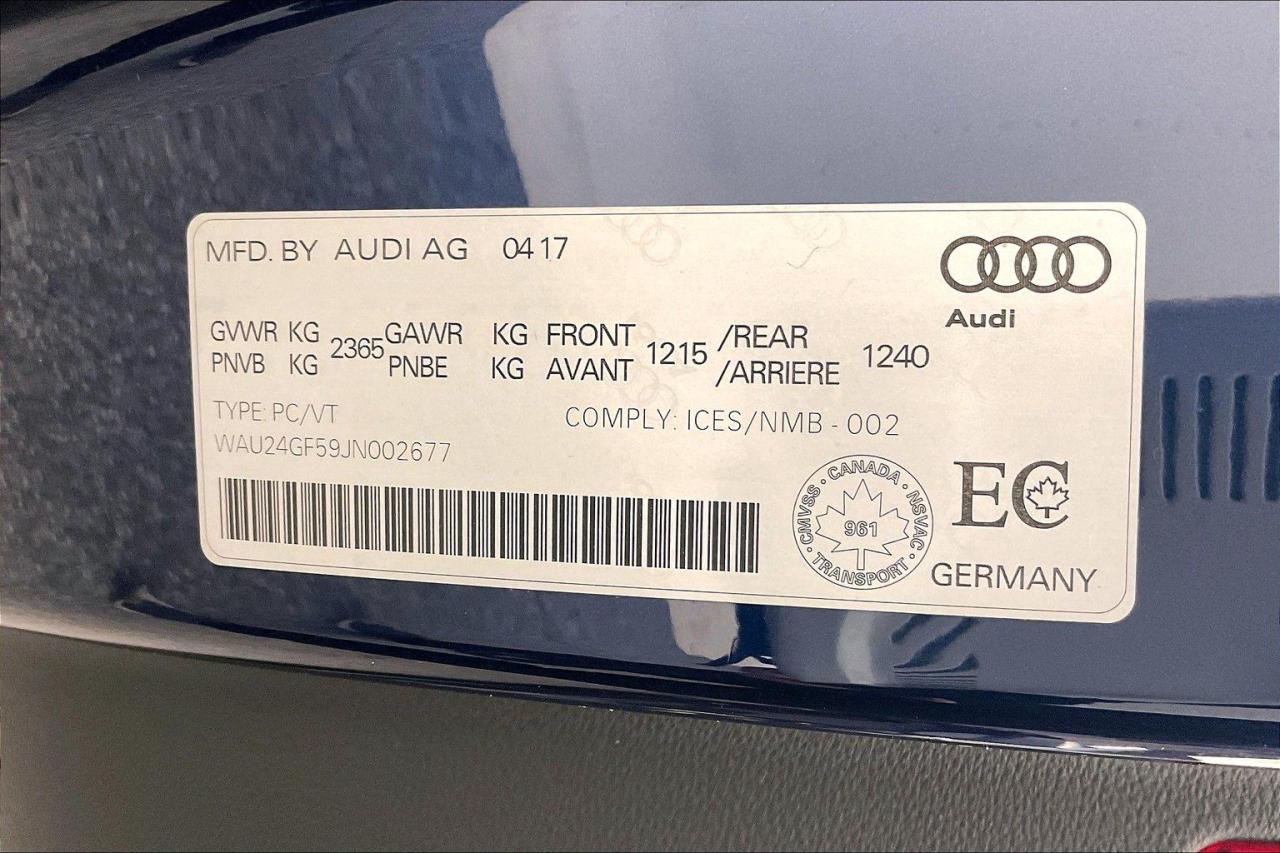 MFD. BY AUDI AG 04 17
Audi
GVWR KG 2365 GAWR KG FRONT 1215 /REAR 1240
PNVB KG PNBE KG AVANT /ARRIERE
TYPE: PC/VT COMPLY: ICES/NMB - 002
WAU24GF59JN002677
CMVSS · CANADA · NSVAC · TRANSPORT ·
961
EC
GERMANY